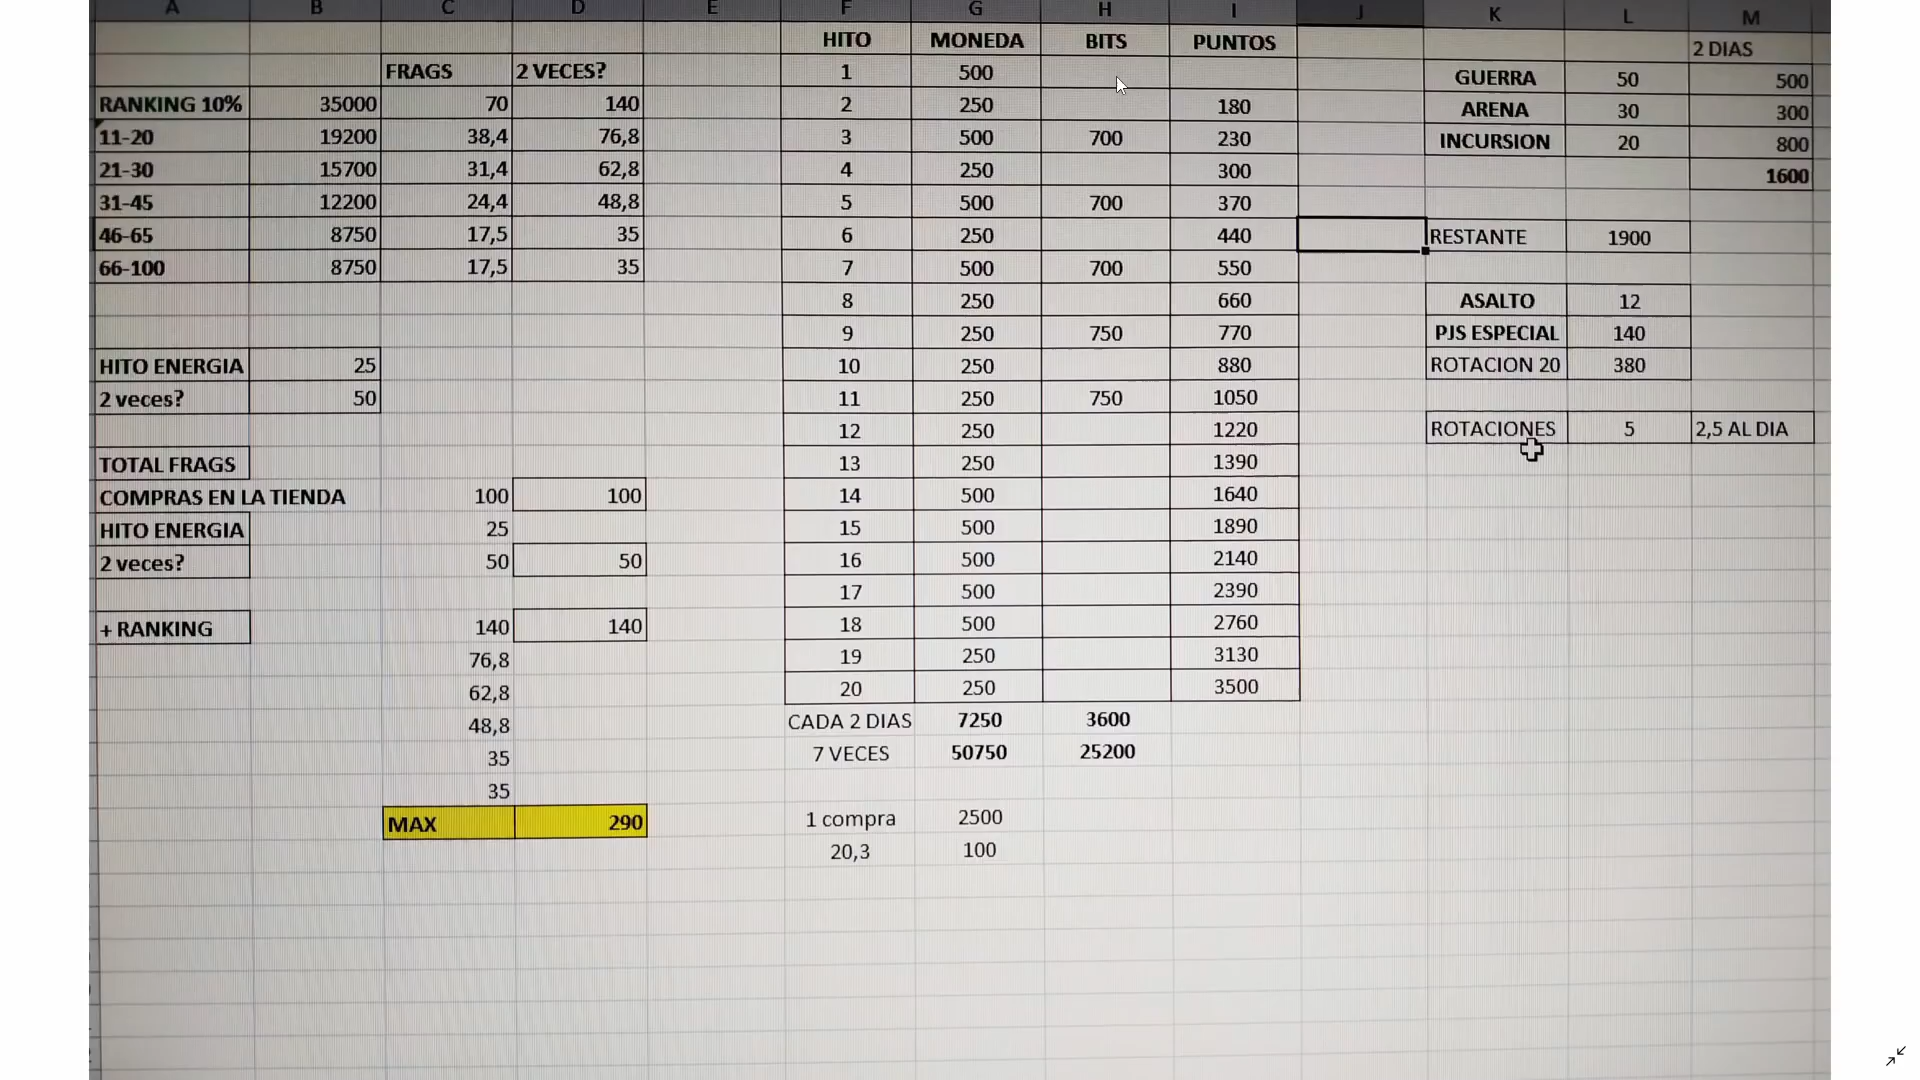 A B C D E F G H I J K L M
HITO MONEDA BITS PUNTOS 2 DIAS
FRAGS 2 VECES? 1 500 GUERRA 50 500
RANKING 10% 35000 70 140 2 250 180 ARENA 30 300
11-20 19200 38,4 76,8 3 500 700 230 INCURSION 20 800
21-30 15700 31,4 62,8 4 250 300 1600
31-45 12200 24,4 48,8 5 500 700 370
46-65 8750 17,5 35 6 250 440 RESTANTE 1900
66-100 8750 17,5 35 7 500 700 550
8 250 660 ASALTO 12
9 250 750 770 PJS ESPECIAL 140
HITO ENERGIA 25 10 250 880 ROTACION 20 380
2 veces? 50 11 250 750 1050
12 250 1220 ROTACIONES 5 2,5 AL DIA
TOTAL FRAGS 13 250 1390
COMPRAS EN LA TIENDA 100 100 14 500 1640
HITO ENERGIA 25 15 500 1890
2 veces? 50 50 16 500 2140
17 500 2390
+ RANKING 140 140 18 500 2760
76,8 19 250 3130
62,8 20 250 3500
48,8 CADA 2 DIAS 7250 3600
35 7 VECES 50750 25200
35
MAX 290 1 compra 2500
20,3 100